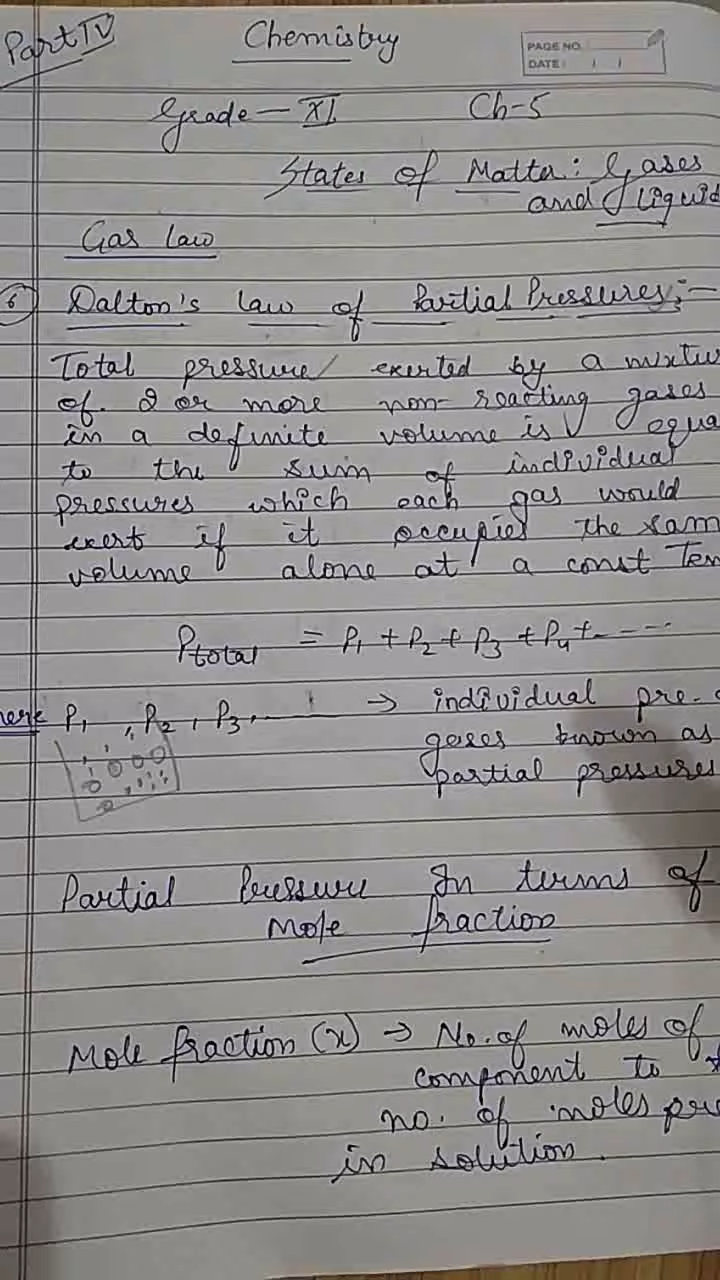 Part IV
Chemistry
PAGE NO.
DATE: / /
Grade — XI Ch-5
States of Matter: Gases
and Liquid
Gas law
6 Dalton's law of Partial Pressures:-
Total pressure exerted by a mixtu
of 2 or more non-reacting gases
in a definite volume is equa
to the sum of individual
pressures which each gas would
exert if it occupies the sam
volume alone at a const Tem
Ptotal = P1 + P2 + P3 + P4 + - - - -
here P1, P2, P3, → individual pre.
gases known as
partial pressures
Partial Pressure In terms of
Mole fraction
Mole fraction (x) → No. of moles of
component to
no. of moles pre
in solution.